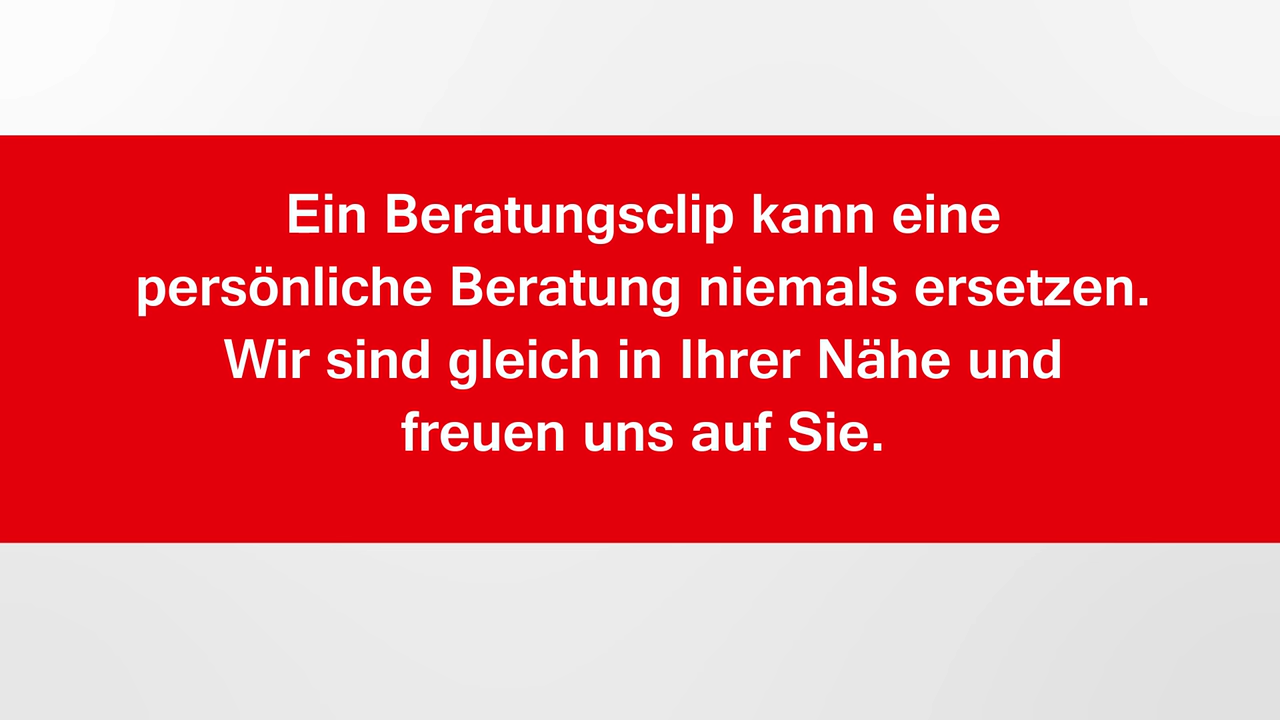 Ein Beratungsclip kann eine
persönliche Beratung niemals ersetzen.
Wir sind gleich in Ihrer Nähe und
freuen uns auf Sie.